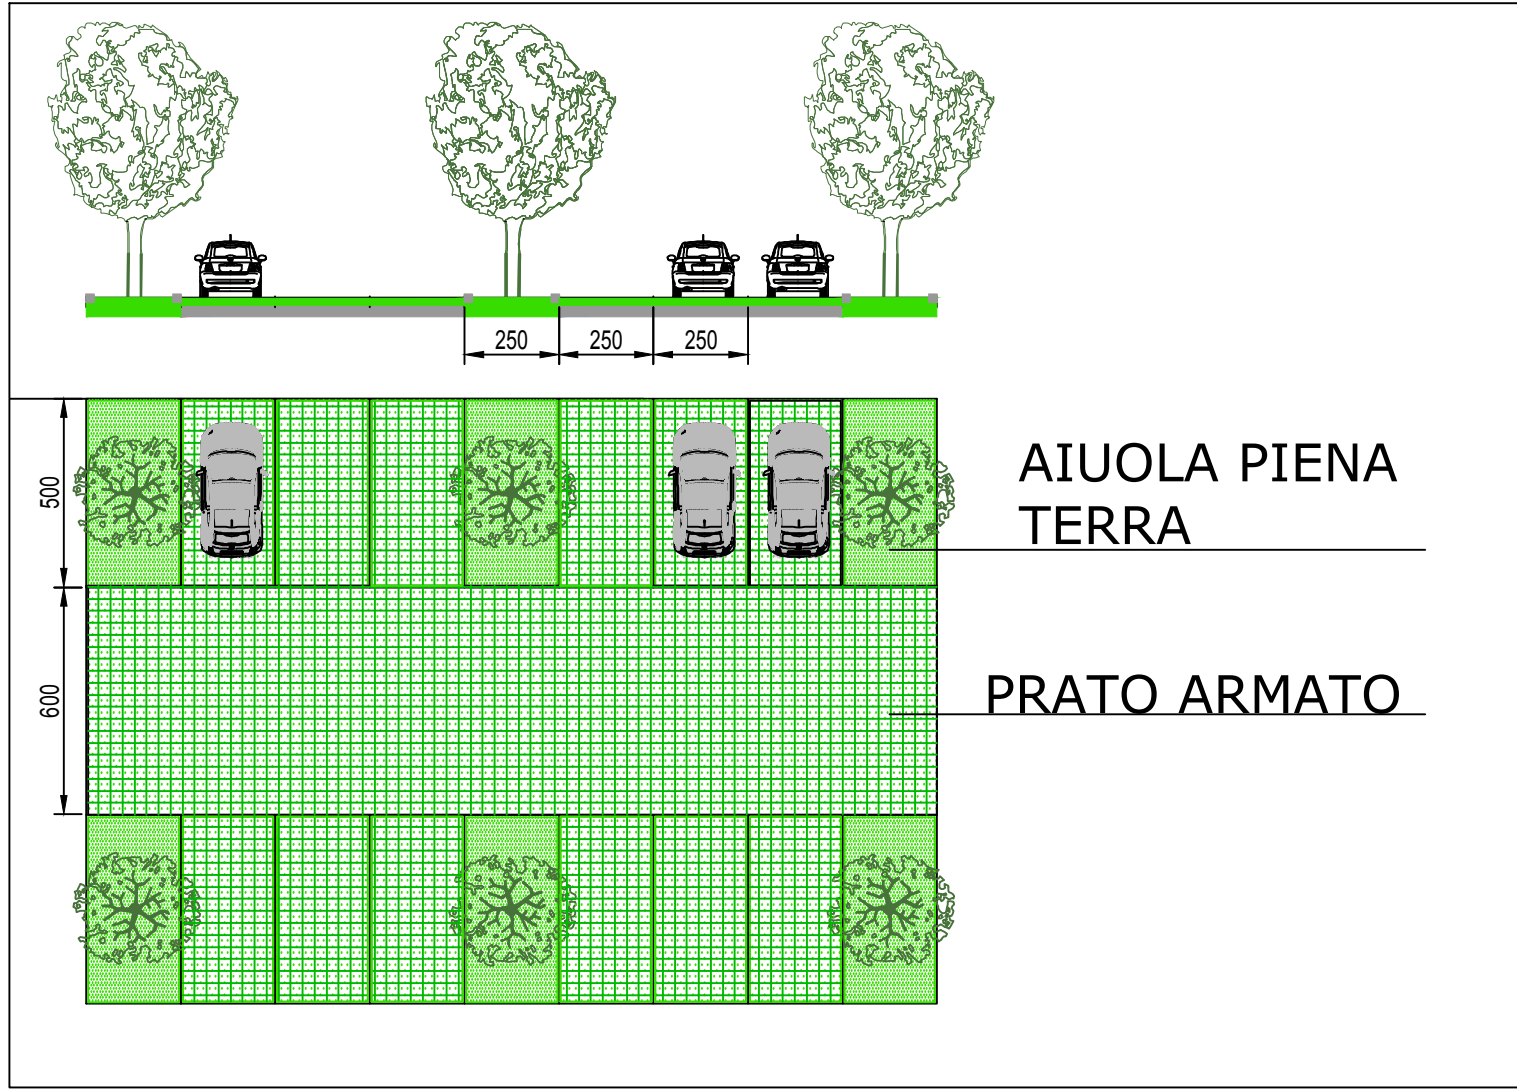 250 250 250
500
AIUOLA PIENA
TERRA
600
PRATO ARMATO